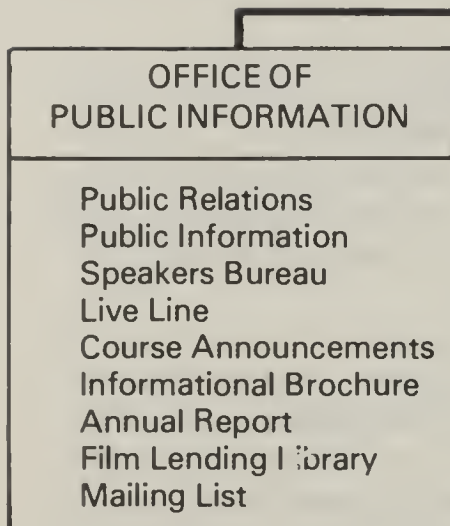 OFFICE OF
PUBLIC INFORMATION
Public Relations
Public Information
Speakers Bureau
Live Line
Course Announcements
Informational Brochure
Annual Report
Film Lending Library
Mailing List